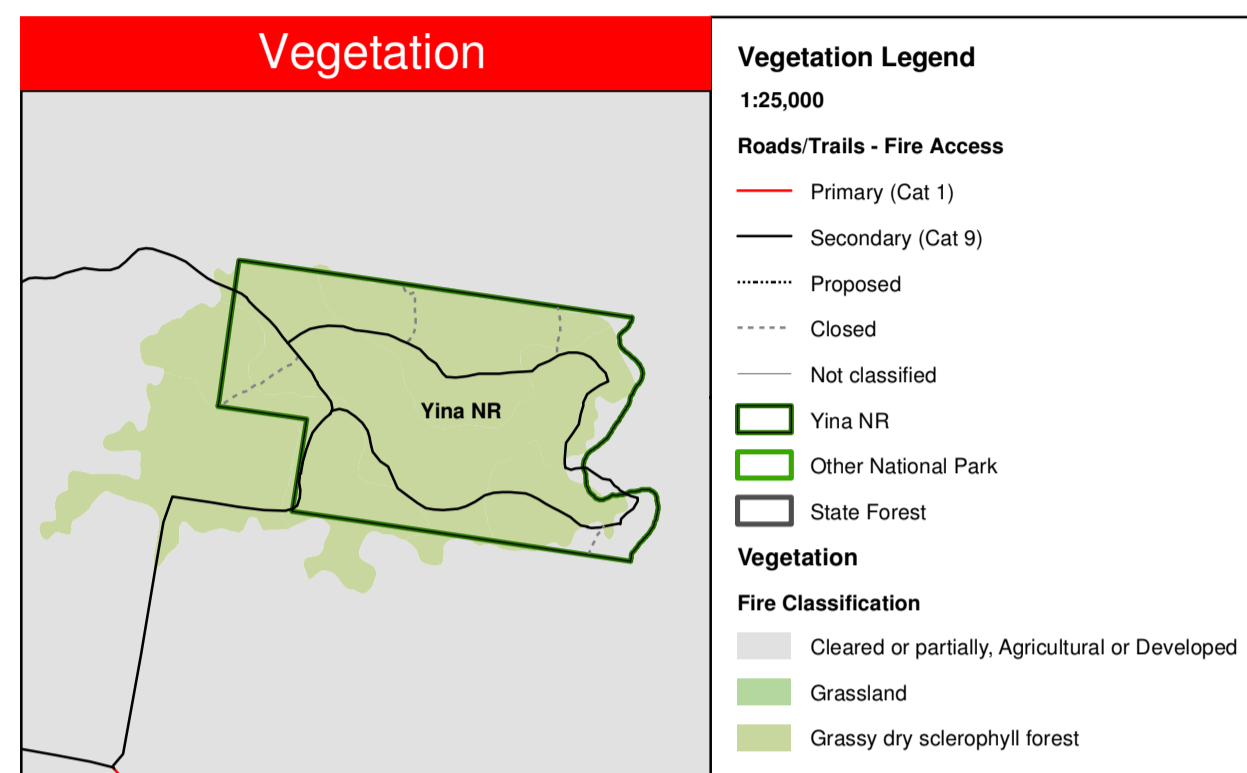 Vegetation
Yina NR
Vegetation Legend
1:25,000
Roads/Trails - Fire Access
Primary (Cat 1)
Secondary (Cat 9)
Proposed
Closed
Not classified
Yina NR
Other National Park
State Forest
Vegetation
Fire Classification
Cleared or partially, Agricultural or Developed
Grassland
Grassy dry sclerophyll forest